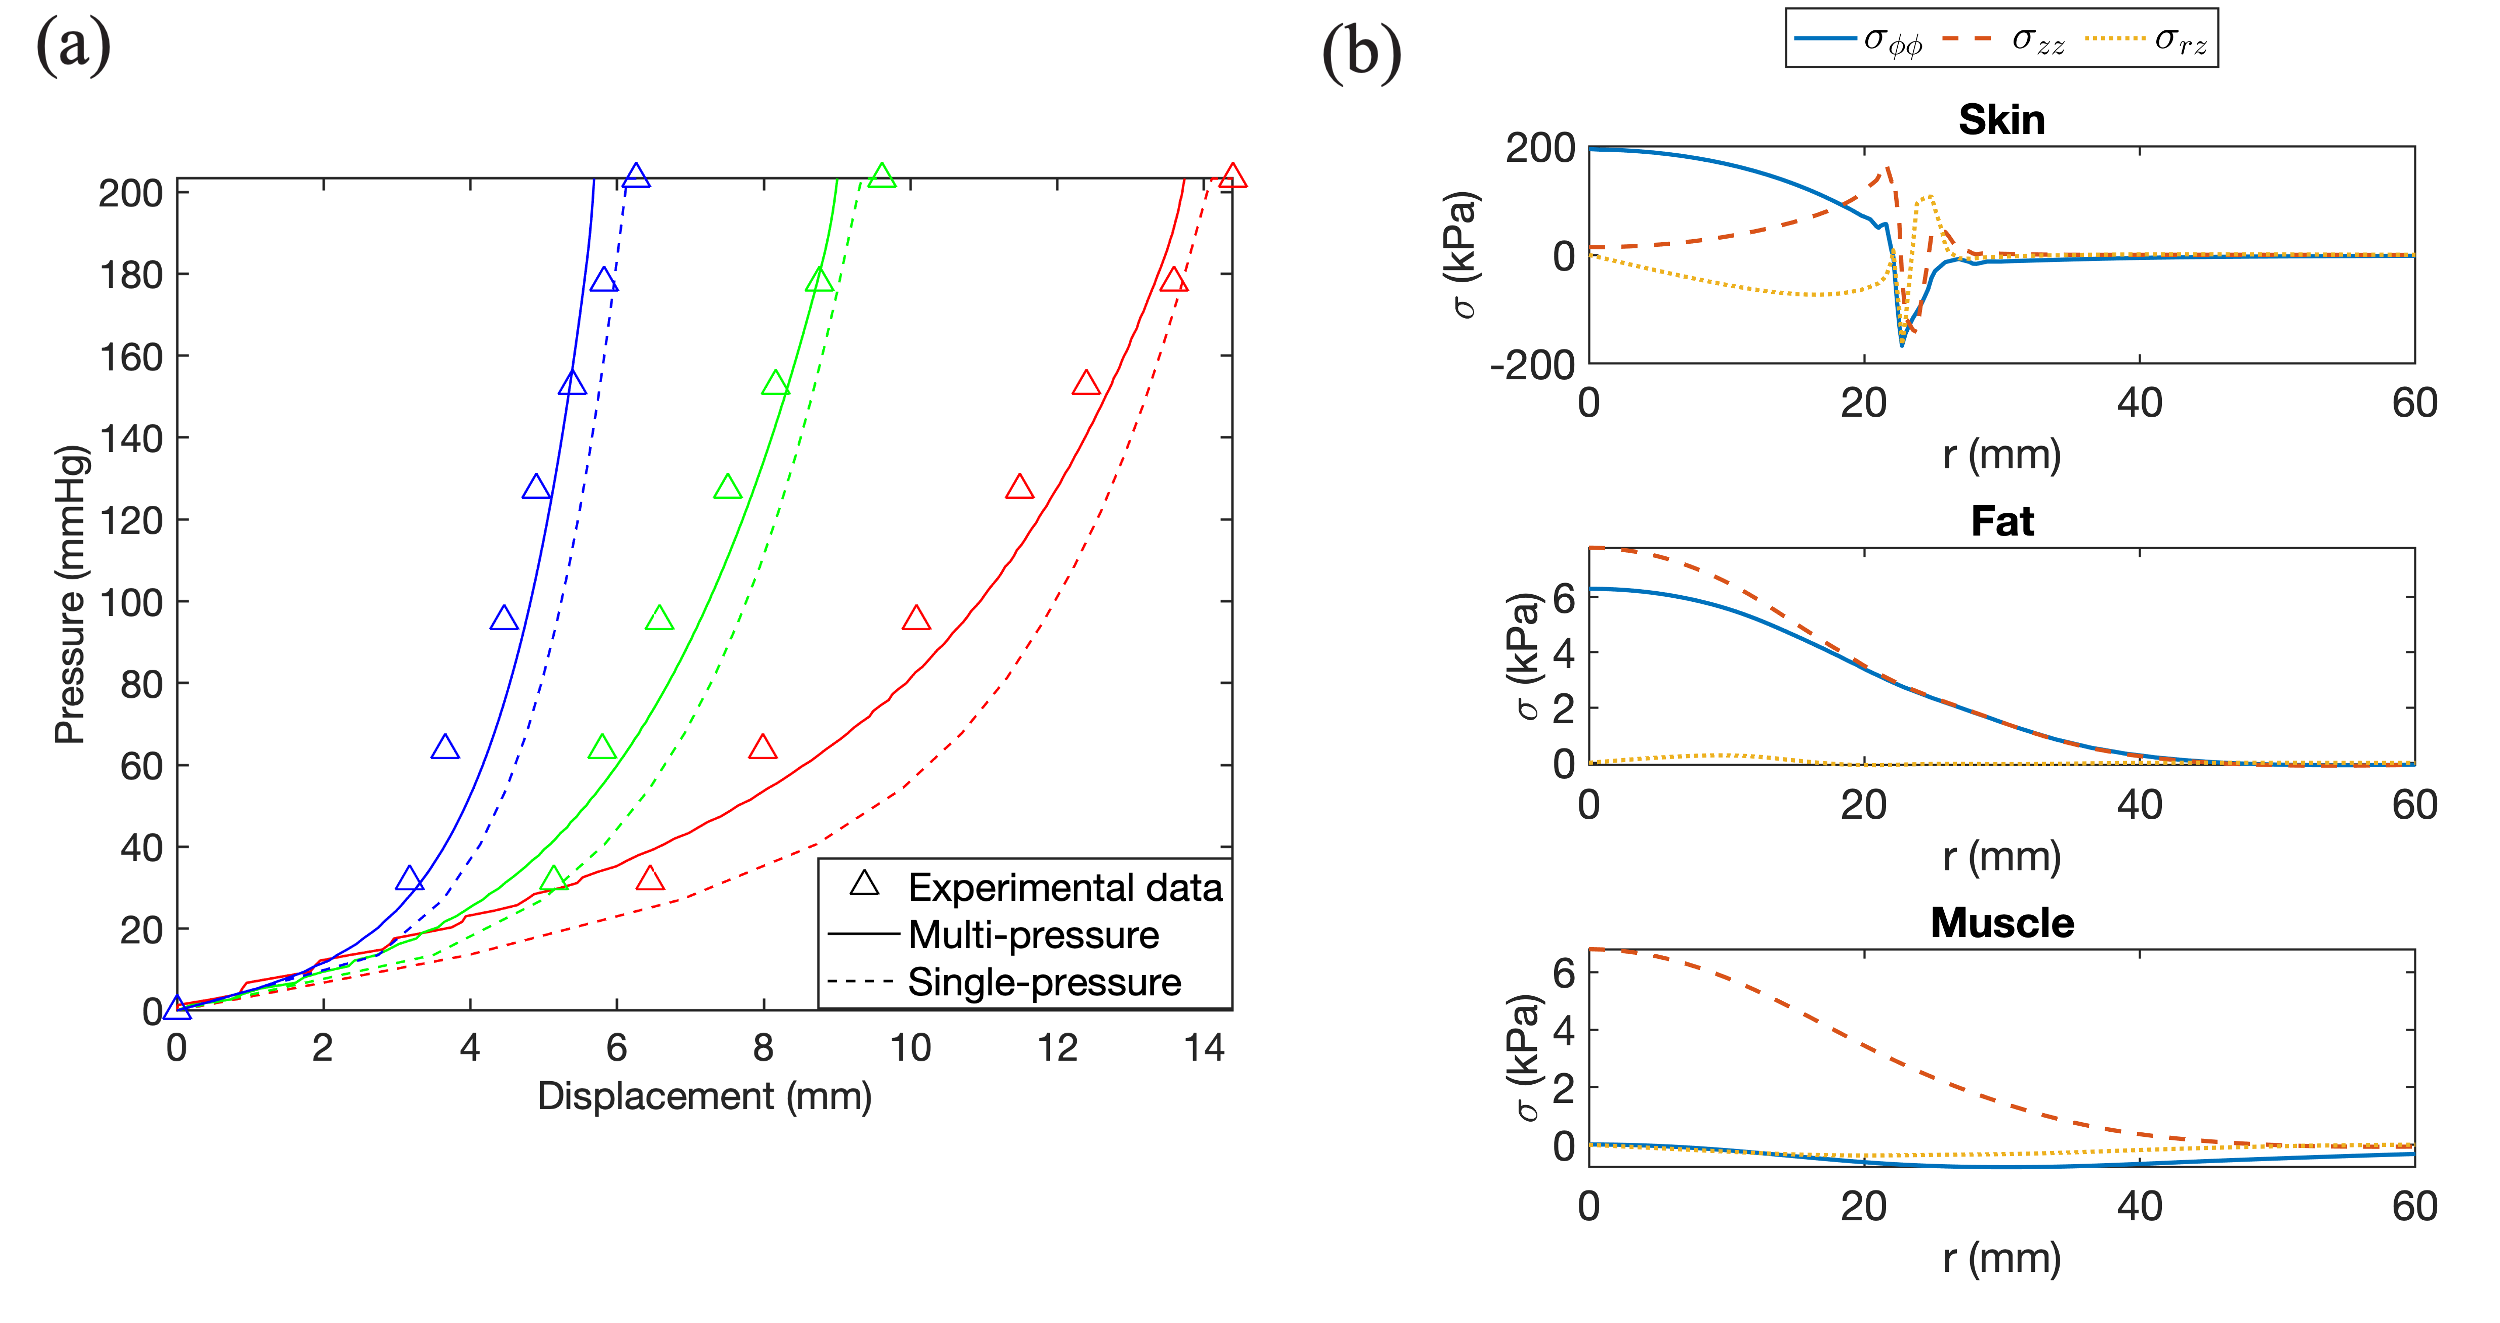 (a)
200
180
160
140
120
100
80
60
40
20
0
Pressure (mmHg)
0 2 4 6 8 10 12 14
Displacement (mm)
Experimental data
Multi-pressure
Single-pressure
(b)
σϕϕ σzz σrz
Skin
200
0
-200
σ (kPa)
0 20 40 60
r (mm)
Fat
6
4
2
0
σ (kPa)
0 20 40 60
r (mm)
Muscle
6
4
2
0
σ (kPa)
0 20 40 60
r (mm)